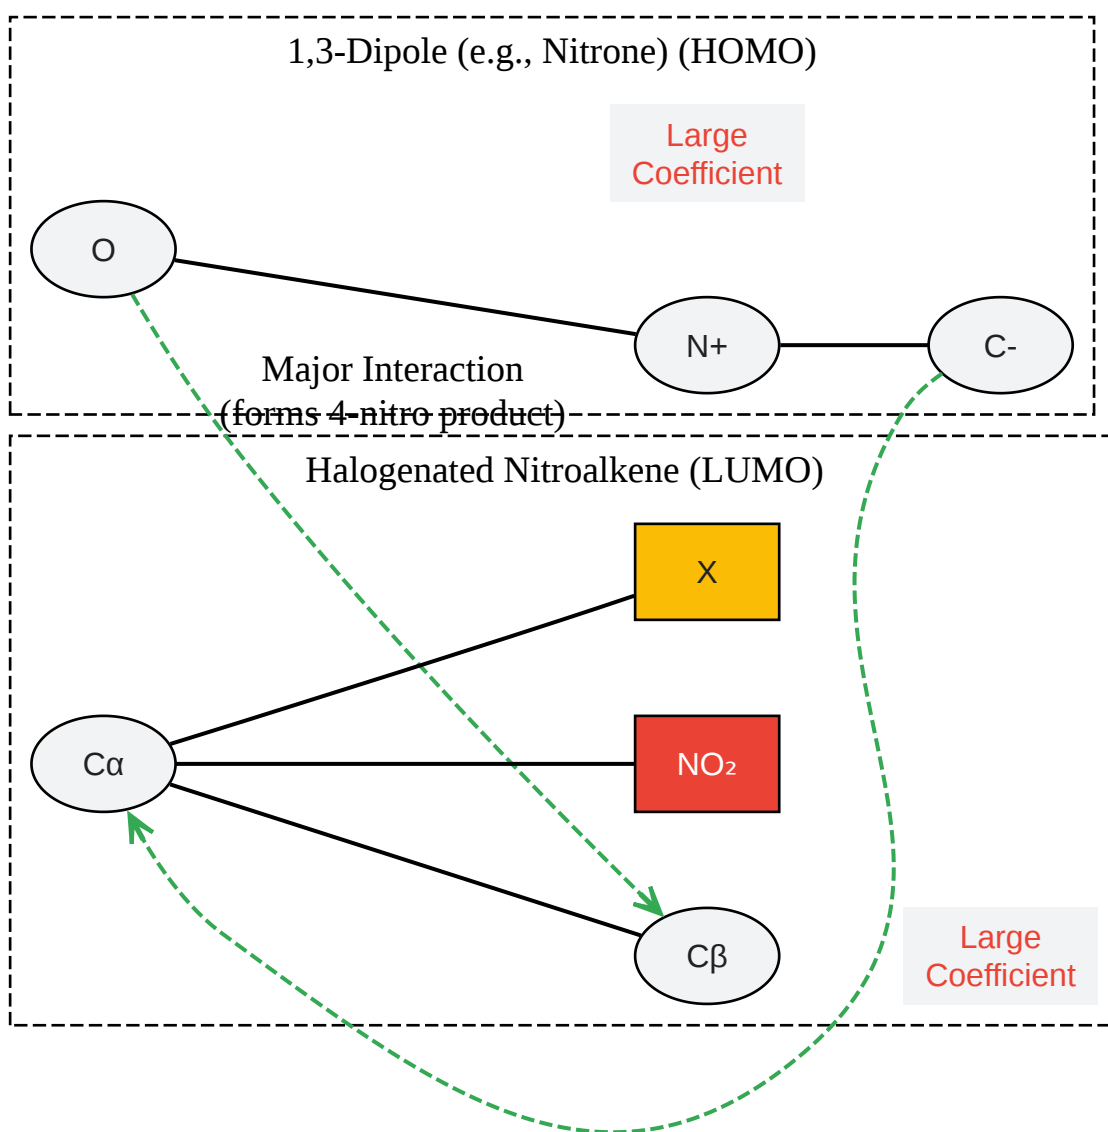 1,3-Dipole (e.g., Nitrone) (HOMO)
Large
Coefficient
O
N+
C-
Major Interaction
(forms 4-nitro product)
Halogenated Nitroalkene (LUMO)
X
Cα
NO₂
Cβ
Large
Coefficient